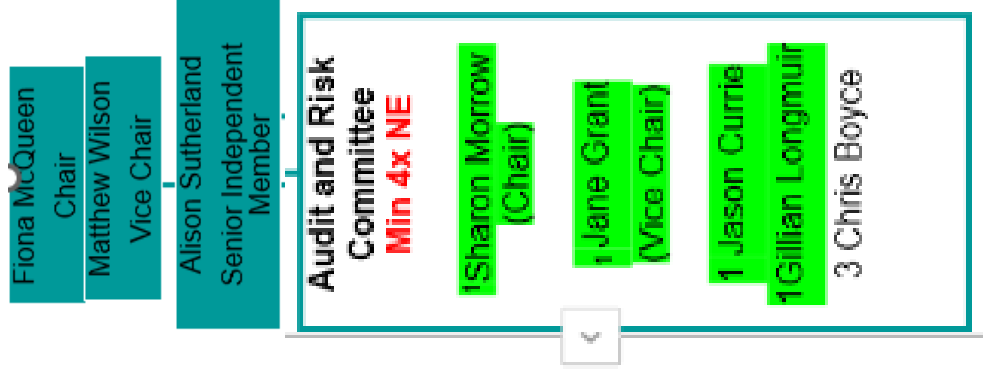 Fiona McQueen
Chair
Matthew Wilson
Vice Chair
Alison Sutherland
Senior Independent
Member
Audit and Risk
Committee
Min 4x NE
1Sharon Morrow
(Chair)
1 Jane Grant
(Vice Chair)
1 Jason Currie
1Gillian Longmuir
3 Chris Boyce